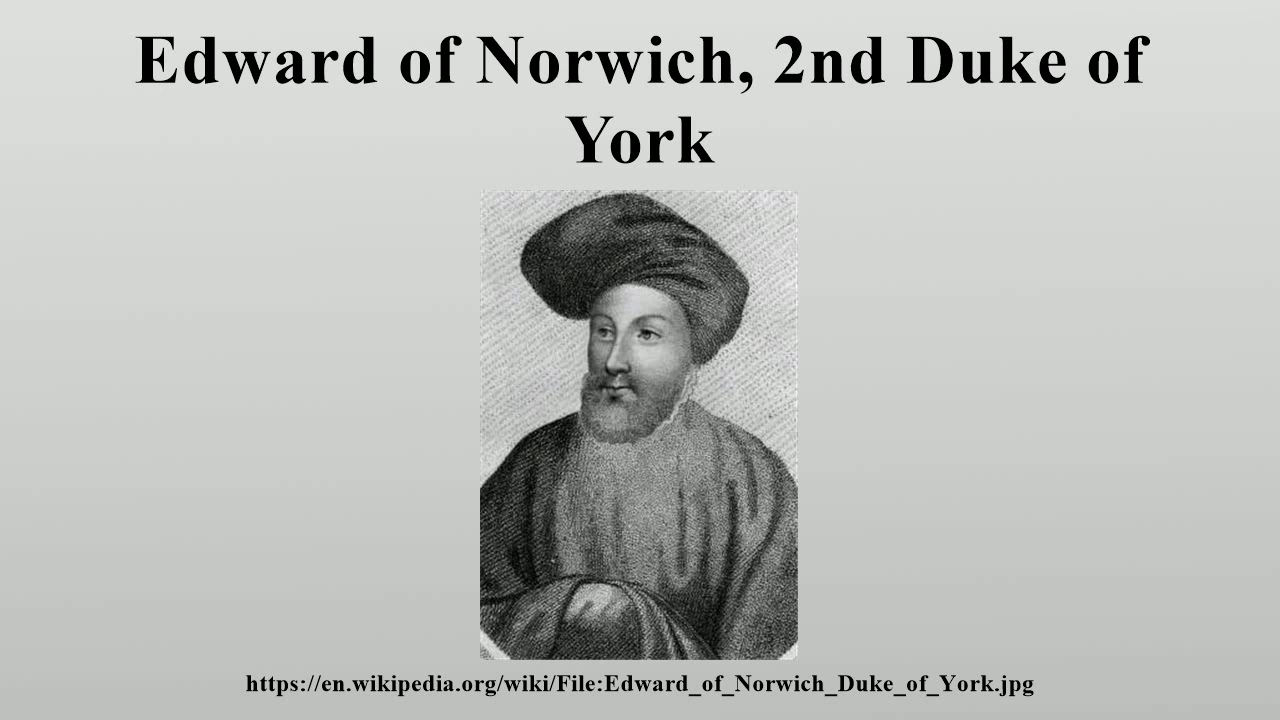 Edward of Norwich, 2nd Duke of
York
https://en.wikipedia.org/wiki/File:Edward_of_Norwich_Duke_of_York.jpg